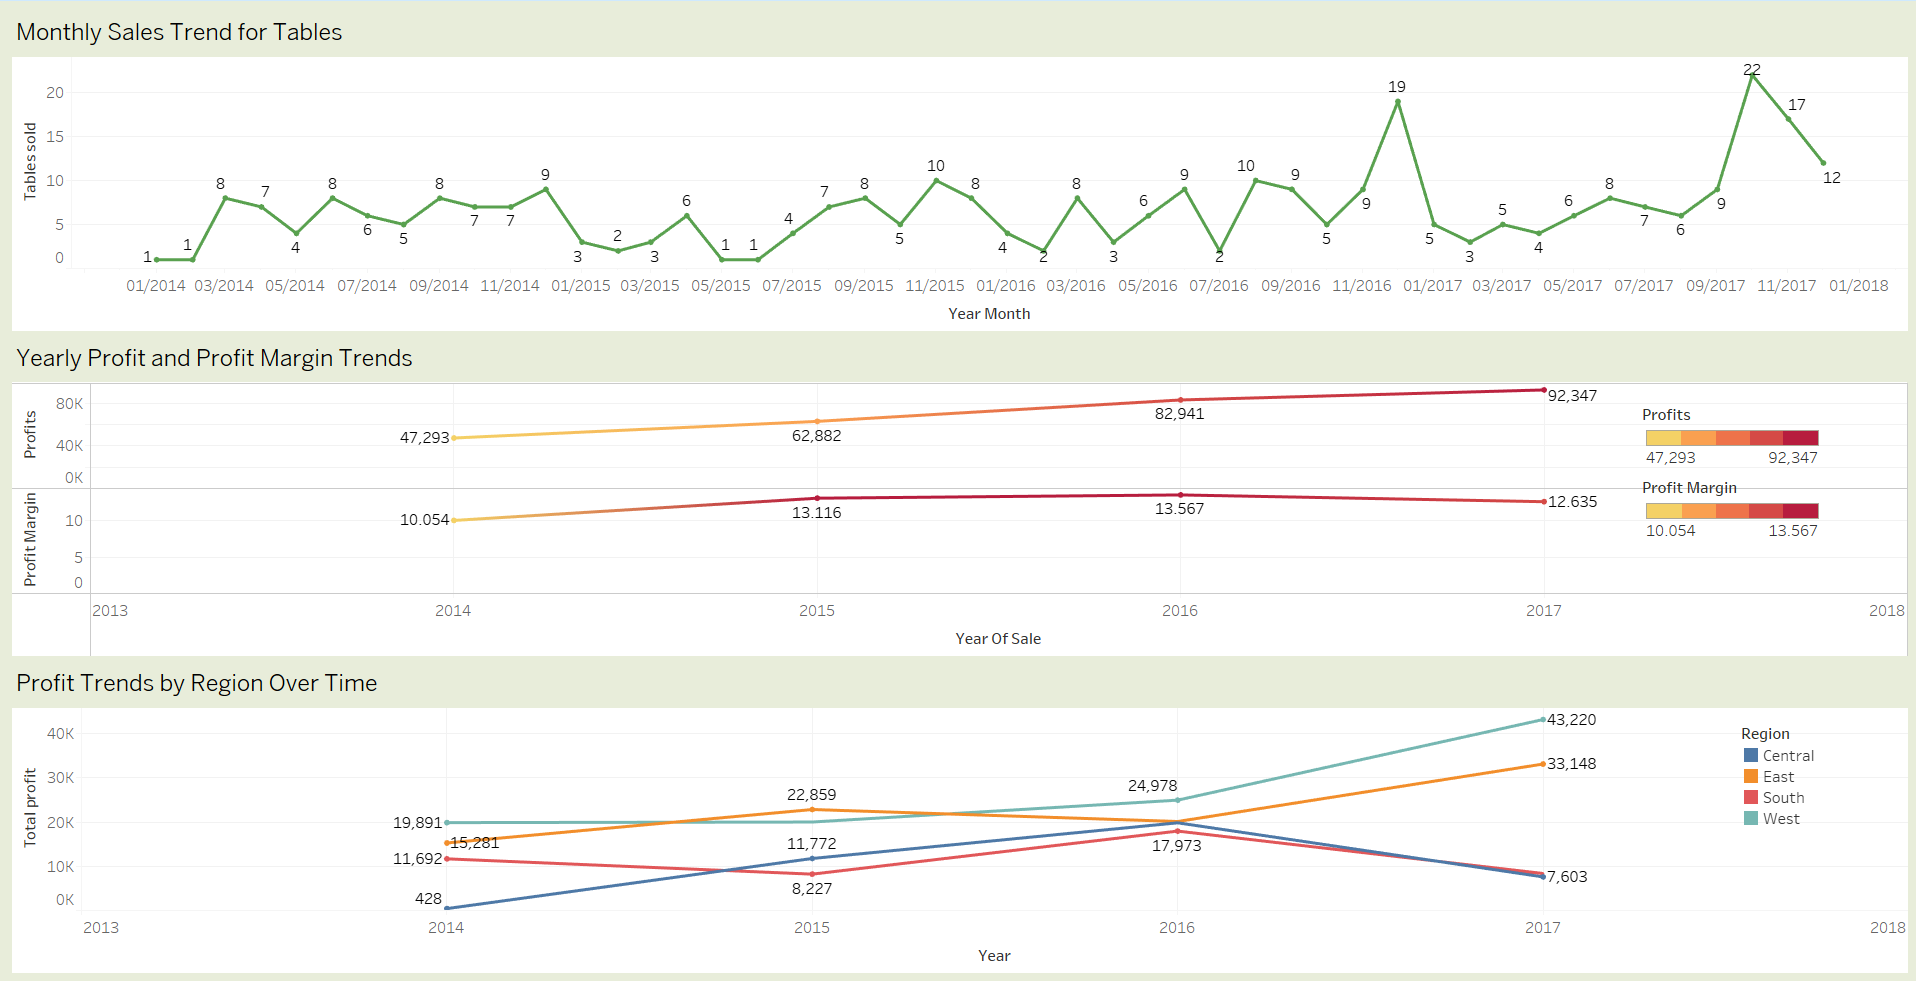 Monthly Sales Trend for Tables
Tables sold
20
15
10
5
0
1
1
8
7
4
8
6
5
8
7
7
9
3
2
3
6
1
1
4
7
8
5
10
8
4
2
8
3
6
9
2
10
9
5
9
19
5
3
5
4
6
8
7
6
9
22
17
12
01/2014 03/2014 05/2014 07/2014 09/2014 11/2014 01/2015 03/2015 05/2015 07/2015 09/2015 11/2015 01/2016 03/2016 05/2016 07/2016 09/2016 11/2016 01/2017 03/2017 05/2017 07/2017 09/2017 11/2017 01/2018
Year Month
Yearly Profit and Profit Margin Trends
Profits
80K
40K
0K
47,293
62,882
82,941
92,347
Profits
47,293 92,347
Profit Margin
10
5
0
10.054
13.116
13.567
12.635
Profit Margin
10.054 13.567
2013 2014 2015 2016 2017 2018
Year Of Sale
Profit Trends by Region Over Time
Total profit
40K
30K
20K
10K
0K
19,891
15,281
11,692
428
22,859
11,772
8,227
24,978
17,973
43,220
33,148
7,603
Region
Central
East
South
West
2013 2014 2015 2016 2017 2018
Year